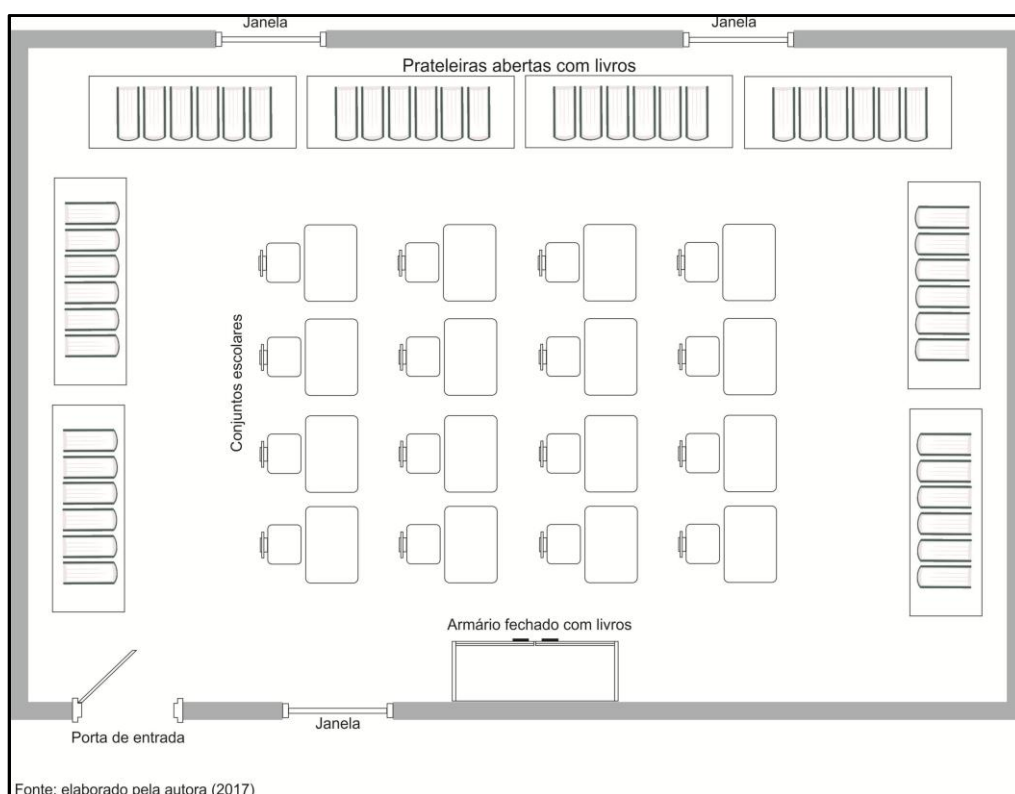 Janela
Janela
Prateleiras abertas com livros
Conjuntos escolares
Armário fechado com livros
Janela
Porta de entrada
Fonte: elaborado pela autora (2017)